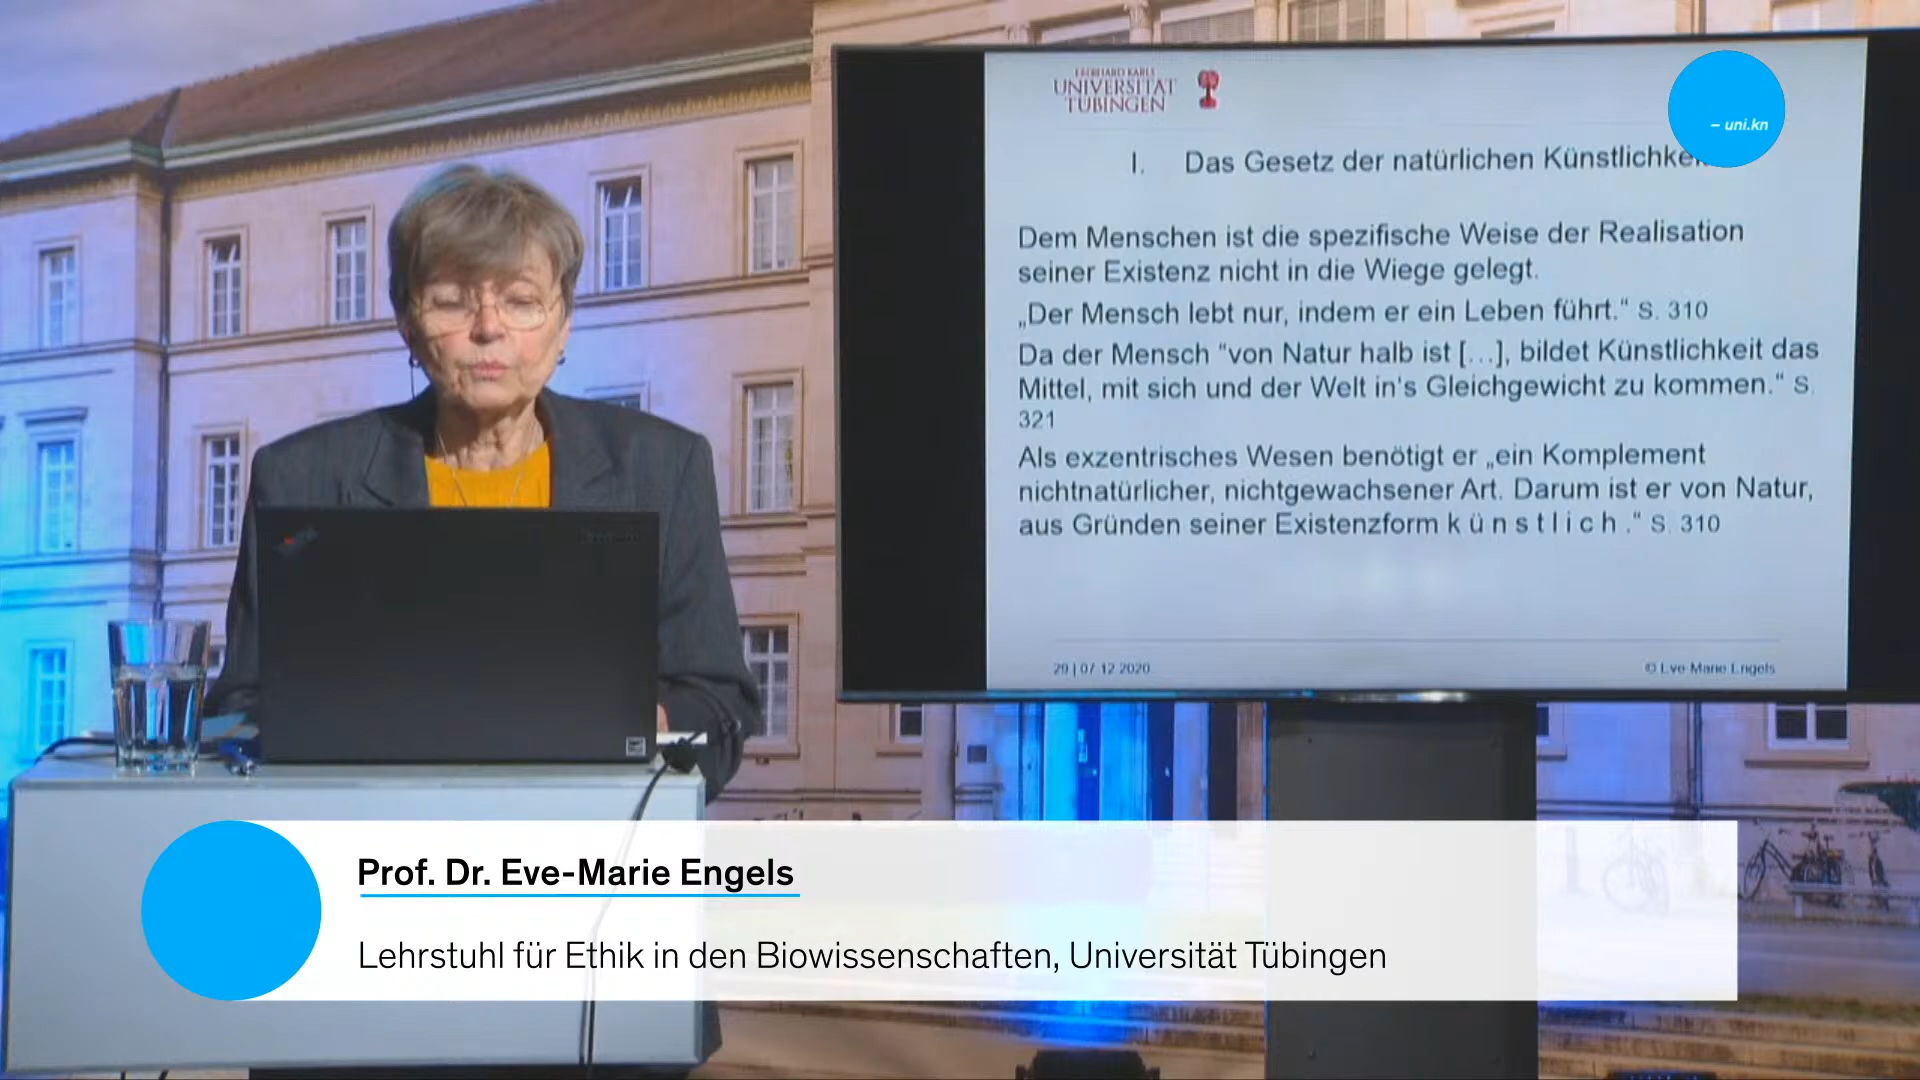 EBERHARD KARLS
UNIVERSITÄT
TÜBINGEN
– uni.kn
I. Das Gesetz der natürlichen Künstlichke
Dem Menschen ist die spezifische Weise der Realisation
seiner Existenz nicht in die Wiege gelegt.
„Der Mensch lebt nur, indem er ein Leben führt.“ S. 310
Da der Mensch “von Natur halb ist […], bildet Künstlichkeit das
Mittel, mit sich und der Welt in's Gleichgewicht zu kommen.“ S.
321
Als exzentrisches Wesen benötigt er „ein Komplement
nichtnatürlicher, nichtgewachsener Art. Darum ist er von Natur,
aus Gründen seiner Existenzform k ü n s t l i c h .“ S. 310
29 | 07.12.2020
© Eve-Marie Engels
Prof. Dr. Eve-Marie Engels
Lehrstuhl für Ethik in den Biowissenschaften, Universität Tübingen